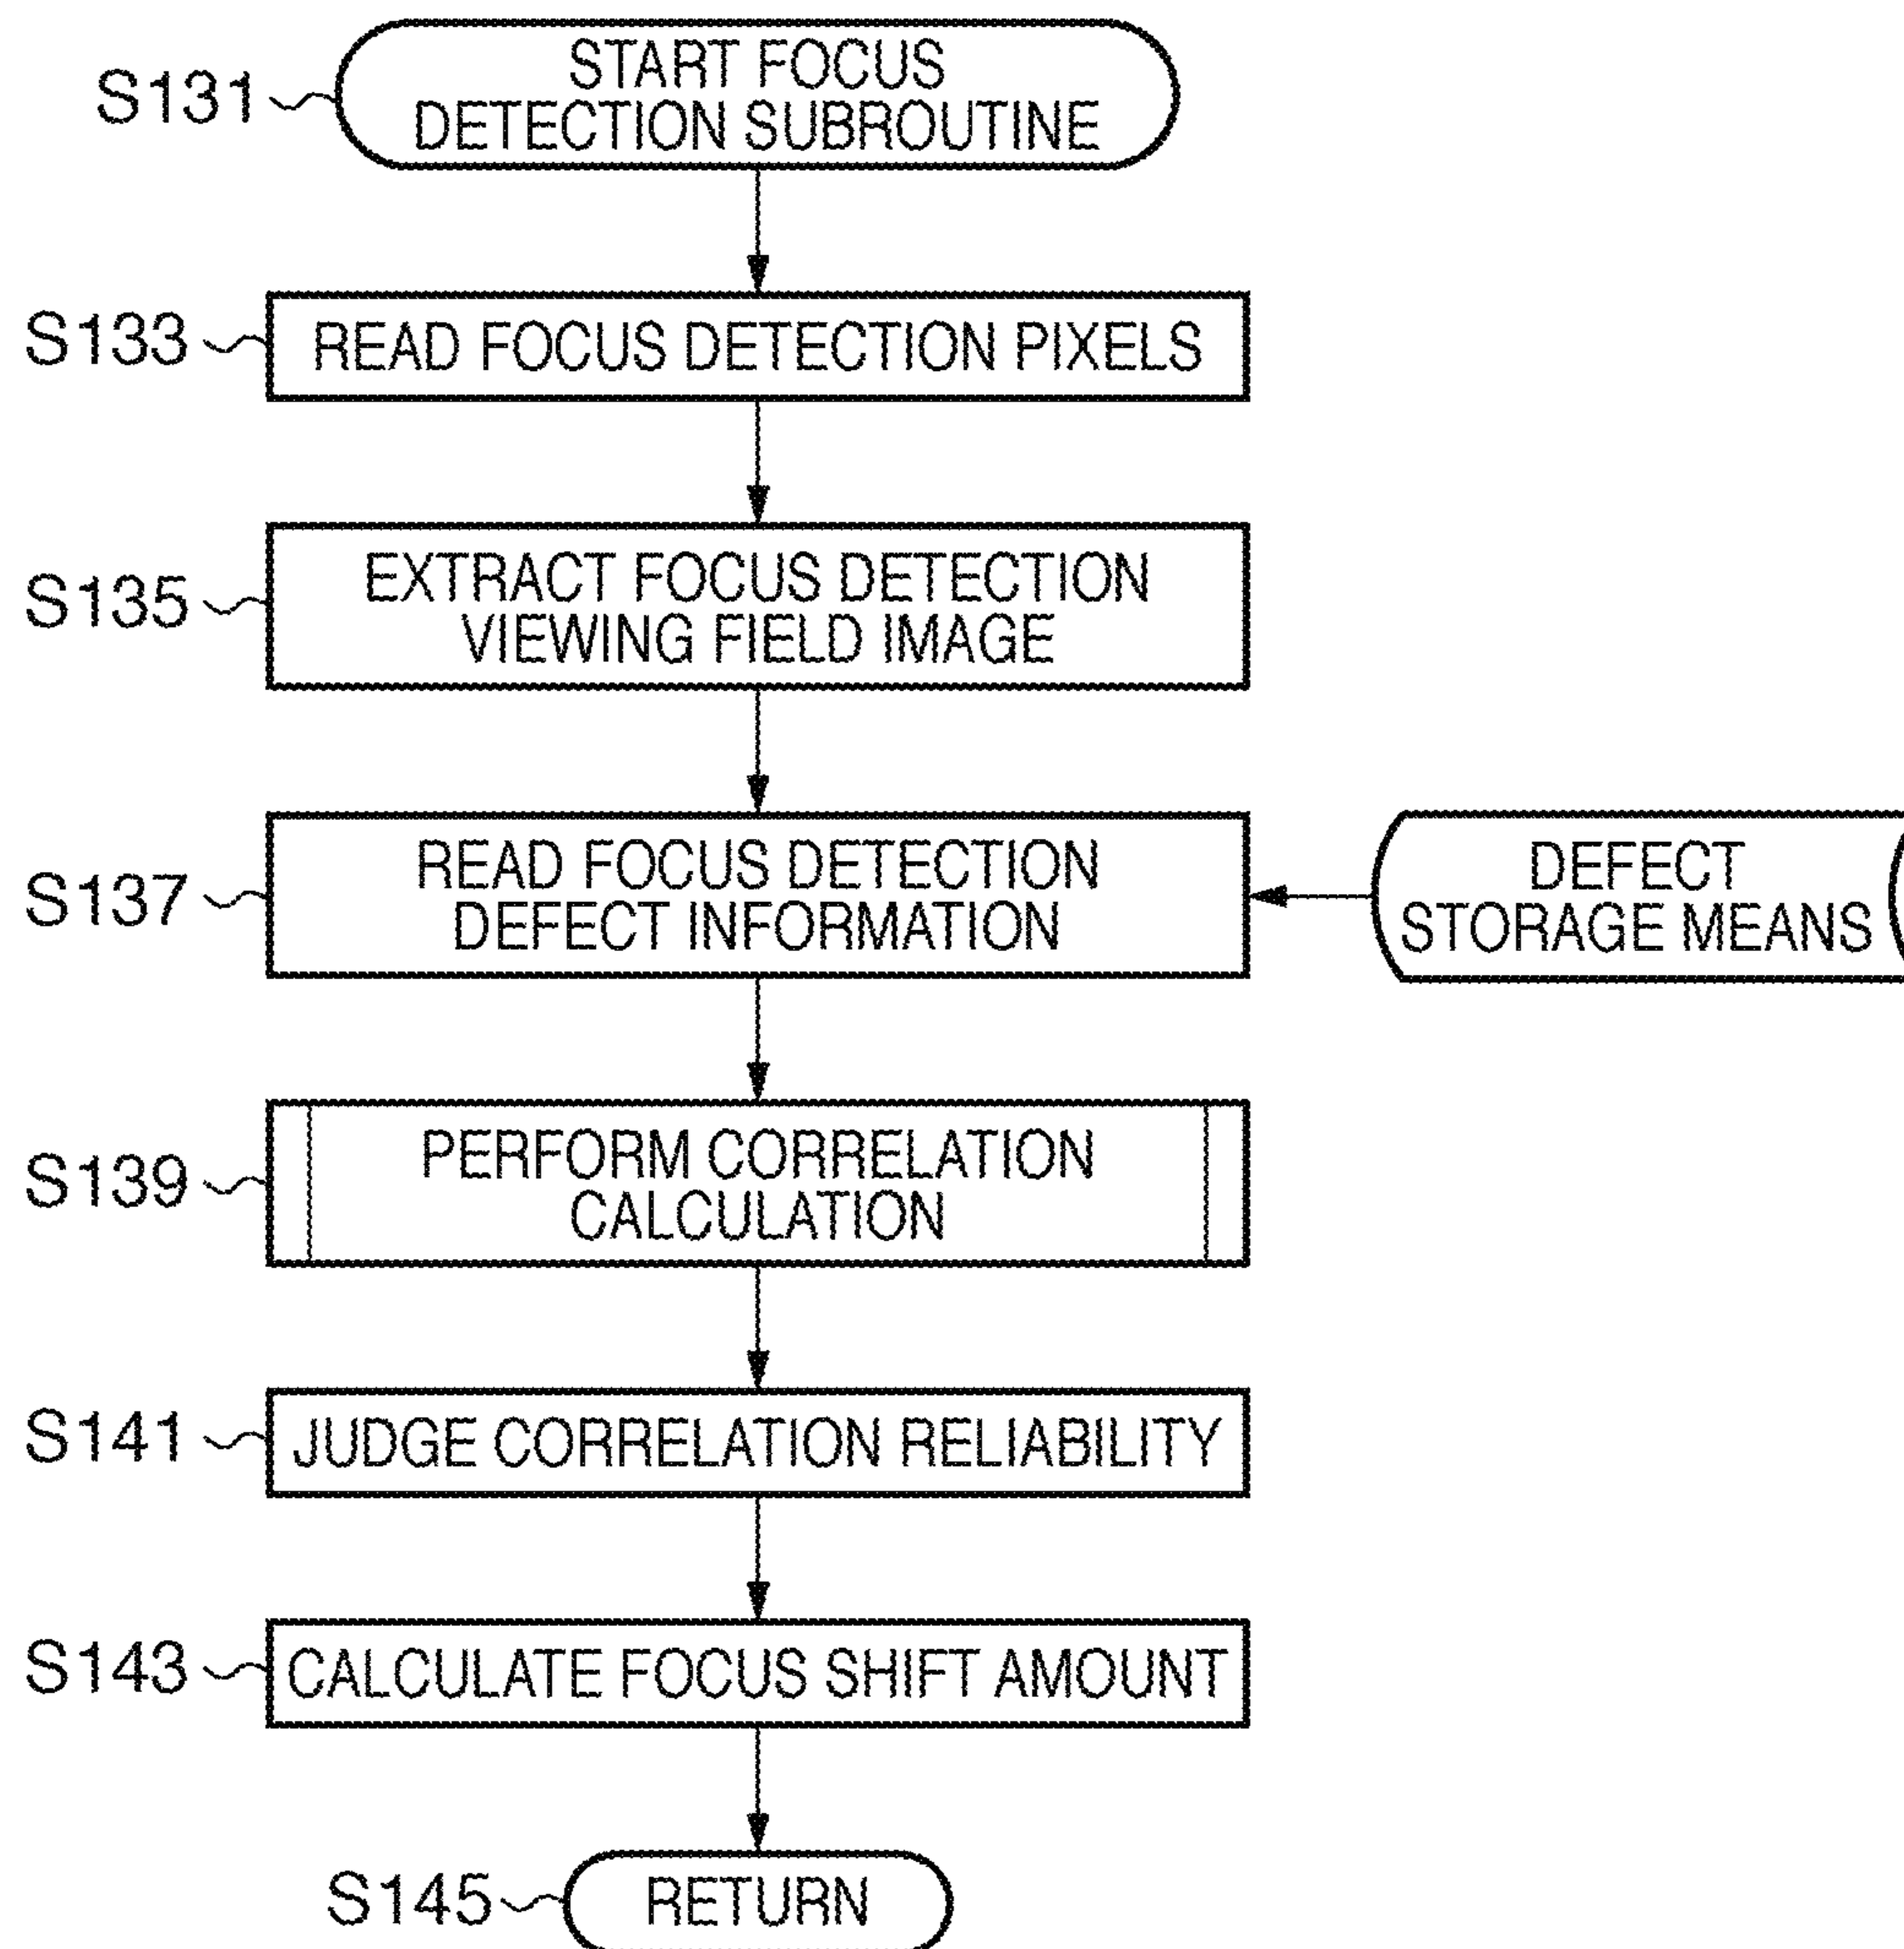 S131
START FOCUS
DETECTION SUBROUTINE
S133
READ FOCUS DETECTION PIXELS
S135
EXTRACT FOCUS DETECTION
VIEWING FIELD IMAGE
S137
READ FOCUS DETECTION
DEFECT INFORMATION
DEFECT
STORAGE MEANS
S139
PERFORM CORRELATION
CALCULATION
S141
JUDGE CORRELATION RELIABILITY
S143
CALCULATE FOCUS SHIFT AMOUNT
S145
RETURN